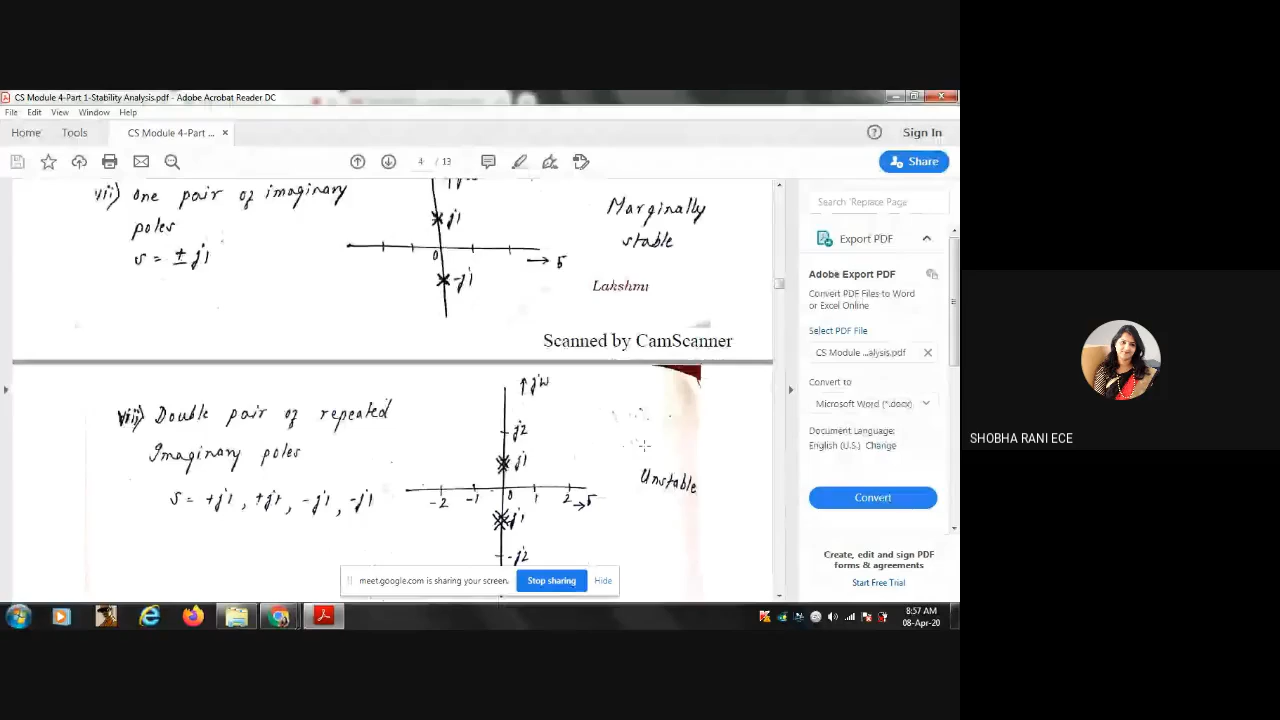 CS Module 4-Part 1-Stability Analysis.pdf - Adobe Acrobat Reader DC
File Edit View Window Help
Home Tools CS Module 4-Part ... × Sign In
4 / 13 Share
vii) One pair of imaginary
poles
s = ± j1
j1
0
-j1
→ σ
Marginally
stable
Lakshmi
Scanned by CamScanner
viii) Double pair of repeated
Imaginary poles
s = +j1, +j1, -j1, -j1
↑ jω
j2
j1
-2 -1 0 1 2
→ σ
-j1
-j2
Unstable
Search 'Replace Page'
Export PDF
Adobe Export PDF
Convert PDF Files to Word
or Excel Online
Select PDF File
CS Module ...alysis.pdf ×
Convert to
Microsoft Word (*.docx)
Document Language:
English (U.S.) Change
Convert
Create, edit and sign PDF
forms & agreements
Start Free Trial
meet.google.com is sharing your screen. Stop sharing Hide
8:57 AM
08-Apr-20
SHOBHA RANI ECE